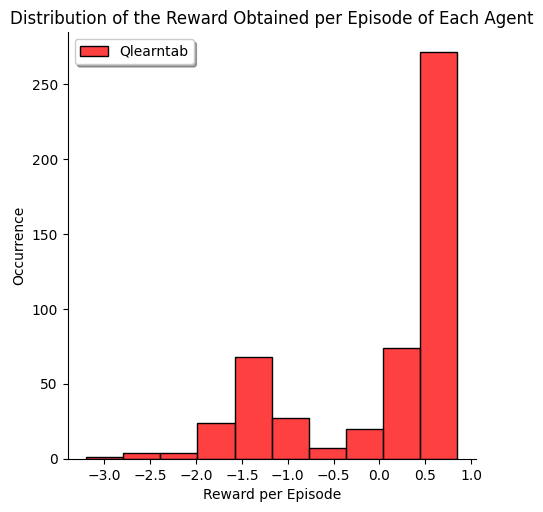 Distribution of the Reward Obtained per Episode of Each Agent
Qlearntab
250
200
150
100
50
0
Occurrence
−3.0 −2.5 −2.0 −1.5 −1.0 −0.5 0.0 0.5 1.0
Reward per Episode